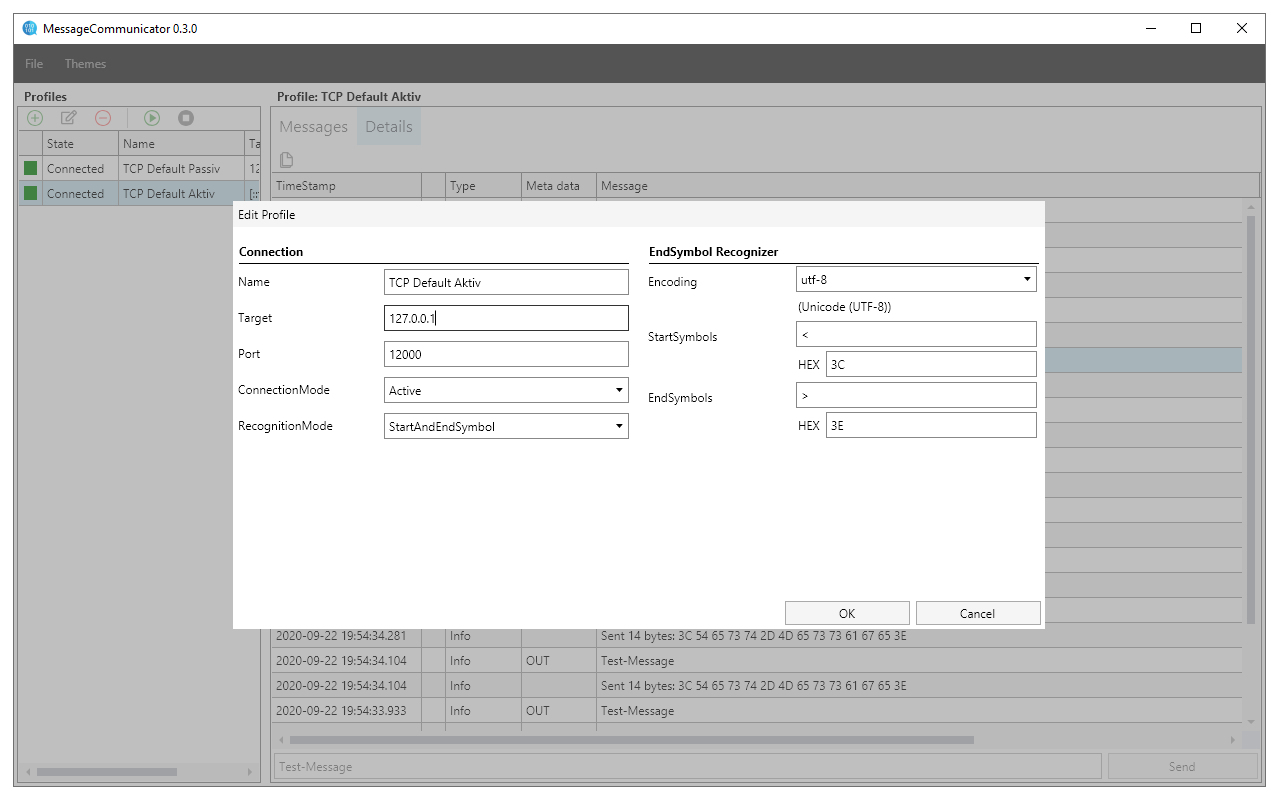 MessageCommunicator 0.3.0
File Themes
Profiles
Profile: TCP Default Aktiv
Messages Details
State Name Ta
Connected TCP Default Passiv 12
Connected TCP Default Aktiv [::
TimeStamp Type Meta data Message
Edit Profile
Connection
Name TCP Default Aktiv
Target 127.0.0.1
Port 12000
ConnectionMode Active
RecognitionMode StartAndEndSymbol
EndSymbol Recognizer
Encoding utf-8
(Unicode (UTF-8))
StartSymbols <
HEX 3C
EndSymbols >
HEX 3E
OK Cancel
2020-09-22 19:54:34.281 Info Sent 14 bytes: 3C 54 65 73 74 2D 4D 65 73 73 61 67 65 3E
2020-09-22 19:54:34.104 Info OUT Test-Message
2020-09-22 19:54:34.104 Info Sent 14 bytes: 3C 54 65 73 74 2D 4D 65 73 73 61 67 65 3E
2020-09-22 19:54:33.933 Info OUT Test-Message
Test-Message Send